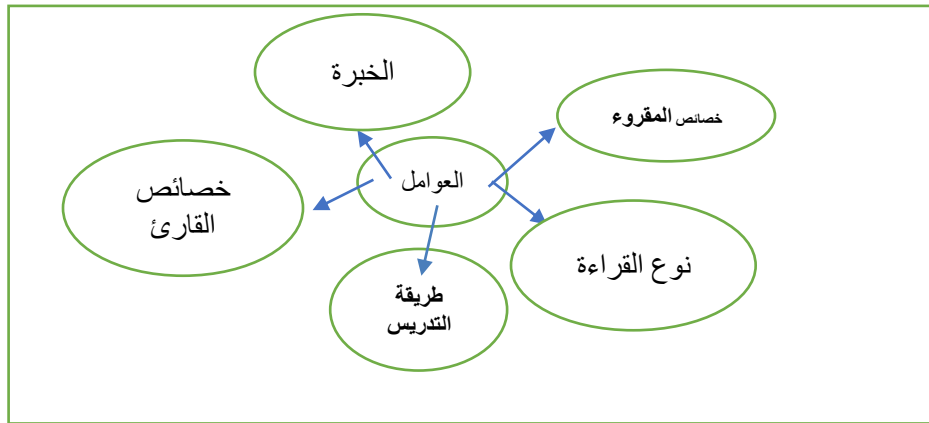 الخبرة
خصائص المقروء
العوامل
خصائص
القارئ
نوع القراءة
طريقة
التدريس